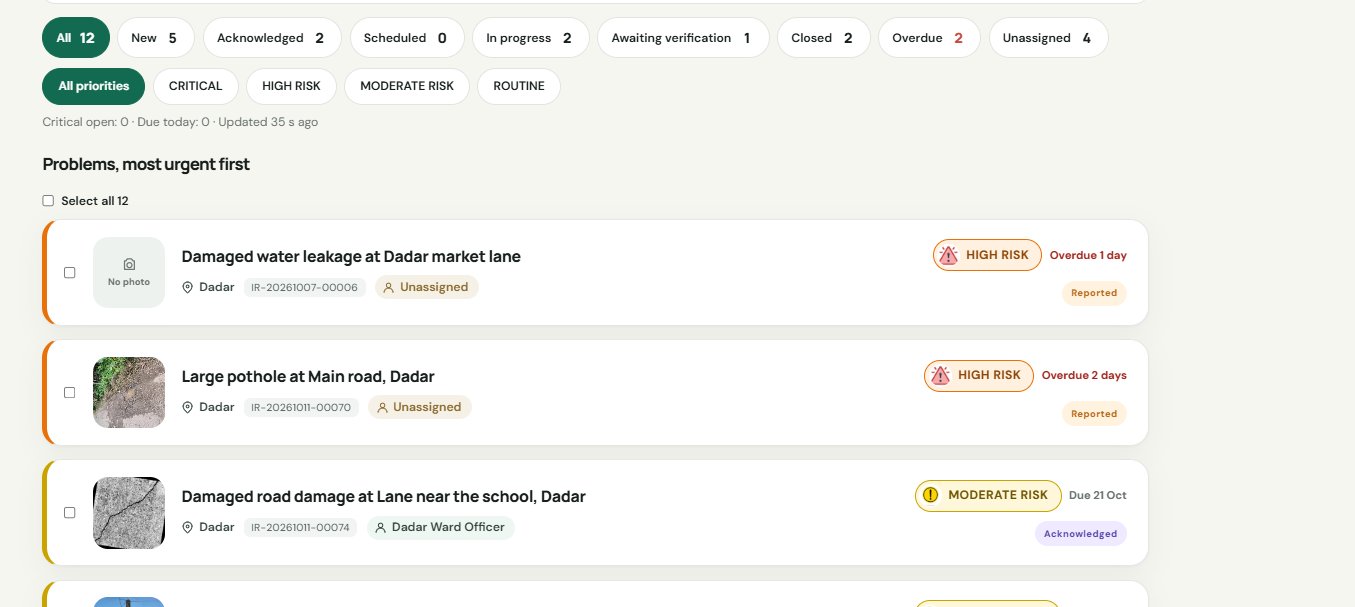 All 12 New 5 Acknowledged 2 Scheduled 0 In progress 2 Awaiting verification 1 Closed 2 Overdue 2 Unassigned 4
All priorities CRITICAL HIGH RISK MODERATE RISK ROUTINE
Critical open: 0 · Due today: 0 · Updated 35 s ago
Problems, most urgent first
Select all 12
No photo
Damaged water leakage at Dadar market lane
Dadar IR-20261007-00006 Unassigned
HIGH RISK Overdue 1 day
Reported
Large pothole at Main road, Dadar
Dadar IR-20261011-00070 Unassigned
HIGH RISK Overdue 2 days
Reported
Damaged road damage at Lane near the school, Dadar
Dadar IR-20261011-00074 Dadar Ward Officer
MODERATE RISK Due 21 Oct
Acknowledged